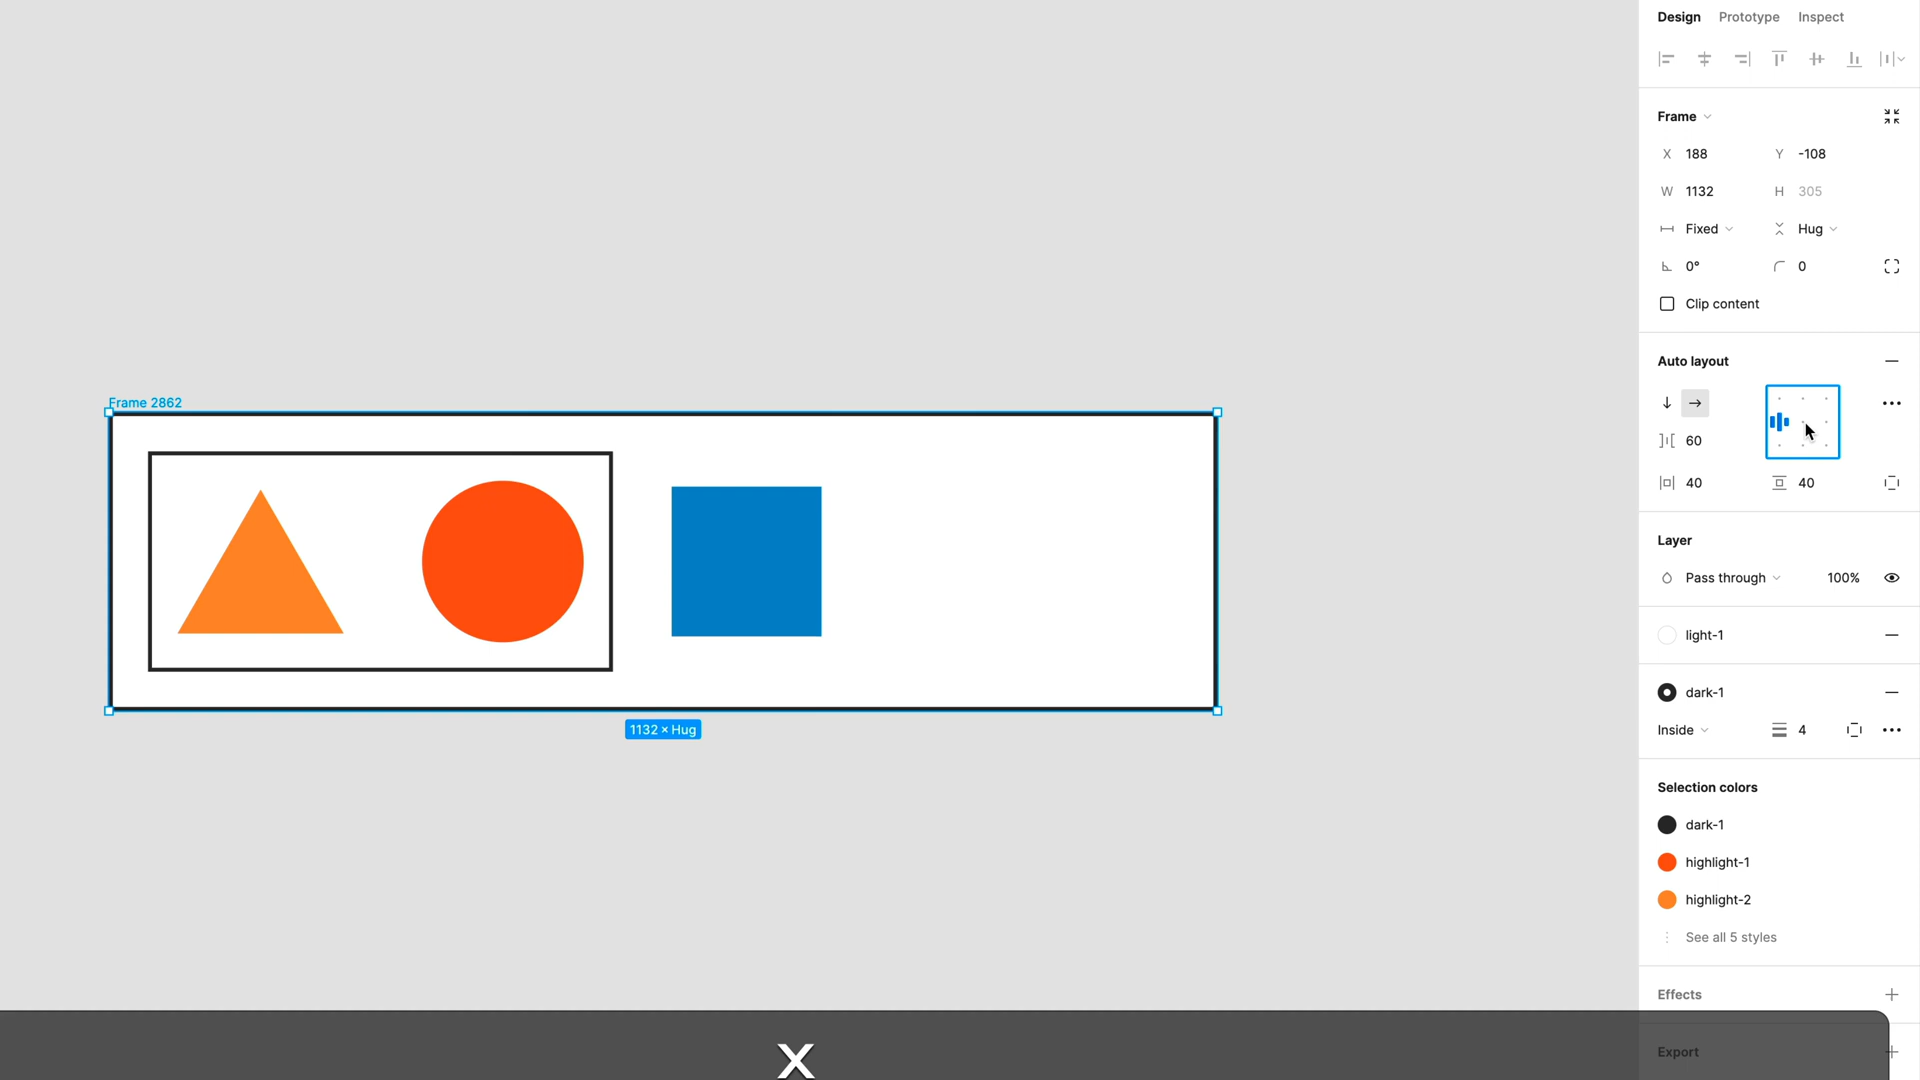 Design Prototype Inspect
Frame
X 188 Y -108
W 1132 H 305
Fixed Hug
0° 0
Clip content
Auto layout
60
40 40
Layer
Pass through 100%
light-1
dark-1
Inside 4
Selection colors
dark-1
highlight-1
highlight-2
See all 5 styles
Effects
Export
Frame 2862
1132 × Hug
X